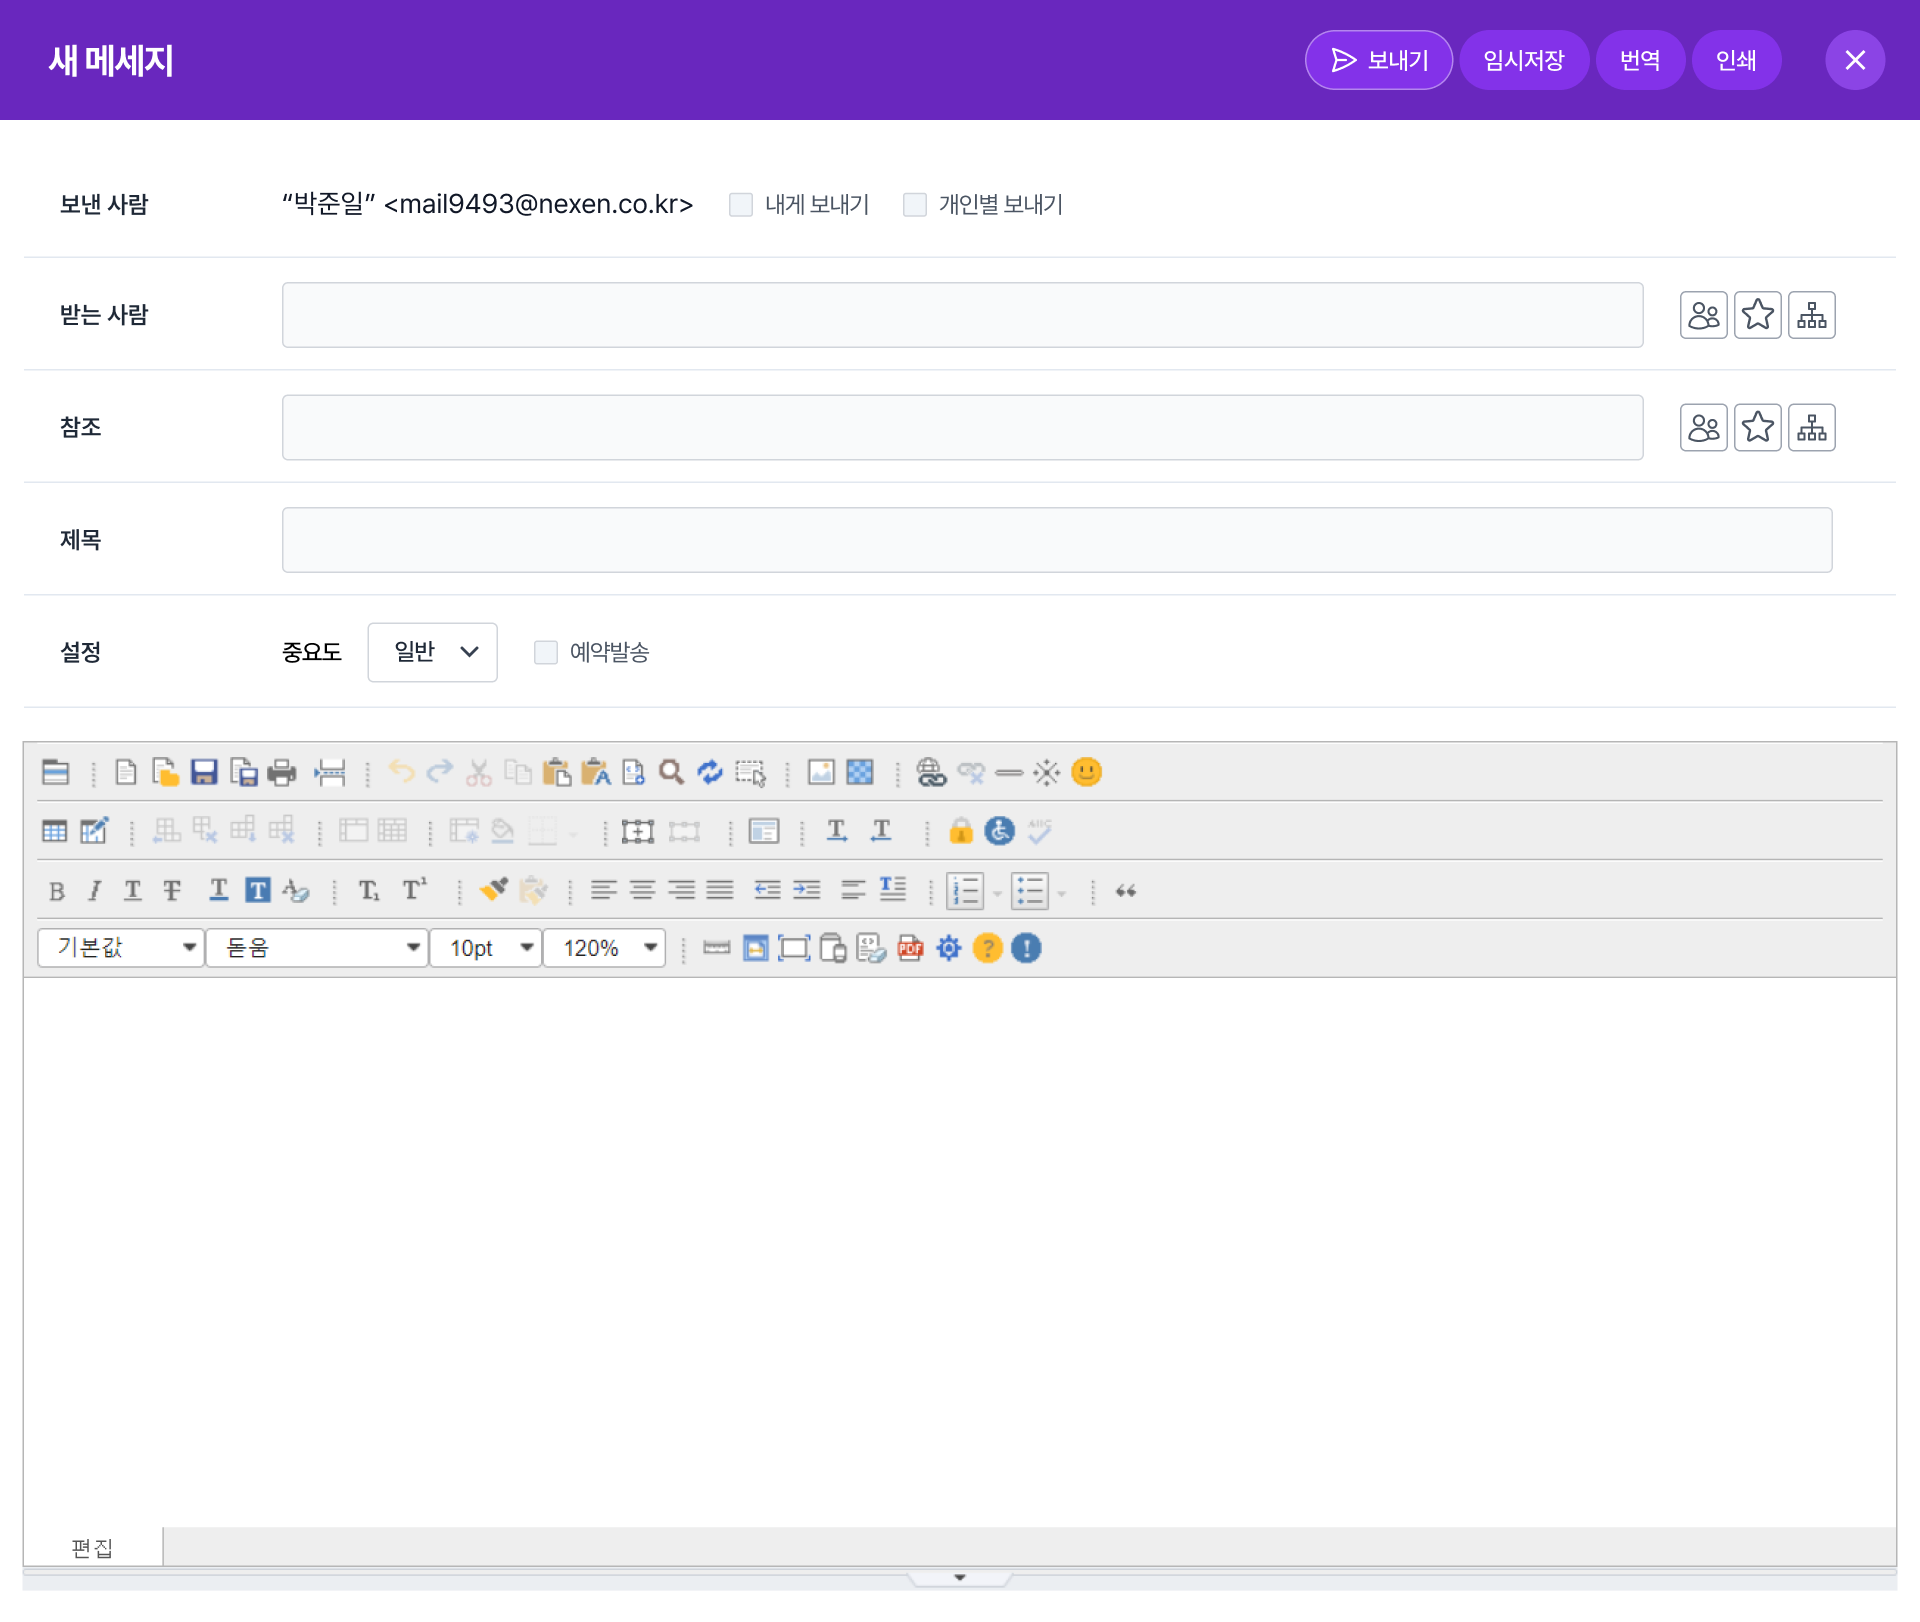 새 메세지
보내기
임시저장
번역
인쇄
보낸 사람
“박준일” <mail9493@nexen.co.kr>
내게 보내기
개인별 보내기
받는 사람
참조
제목
설정
중요도
일반
예약발송
기본값
돋움
10pt
120%
편집